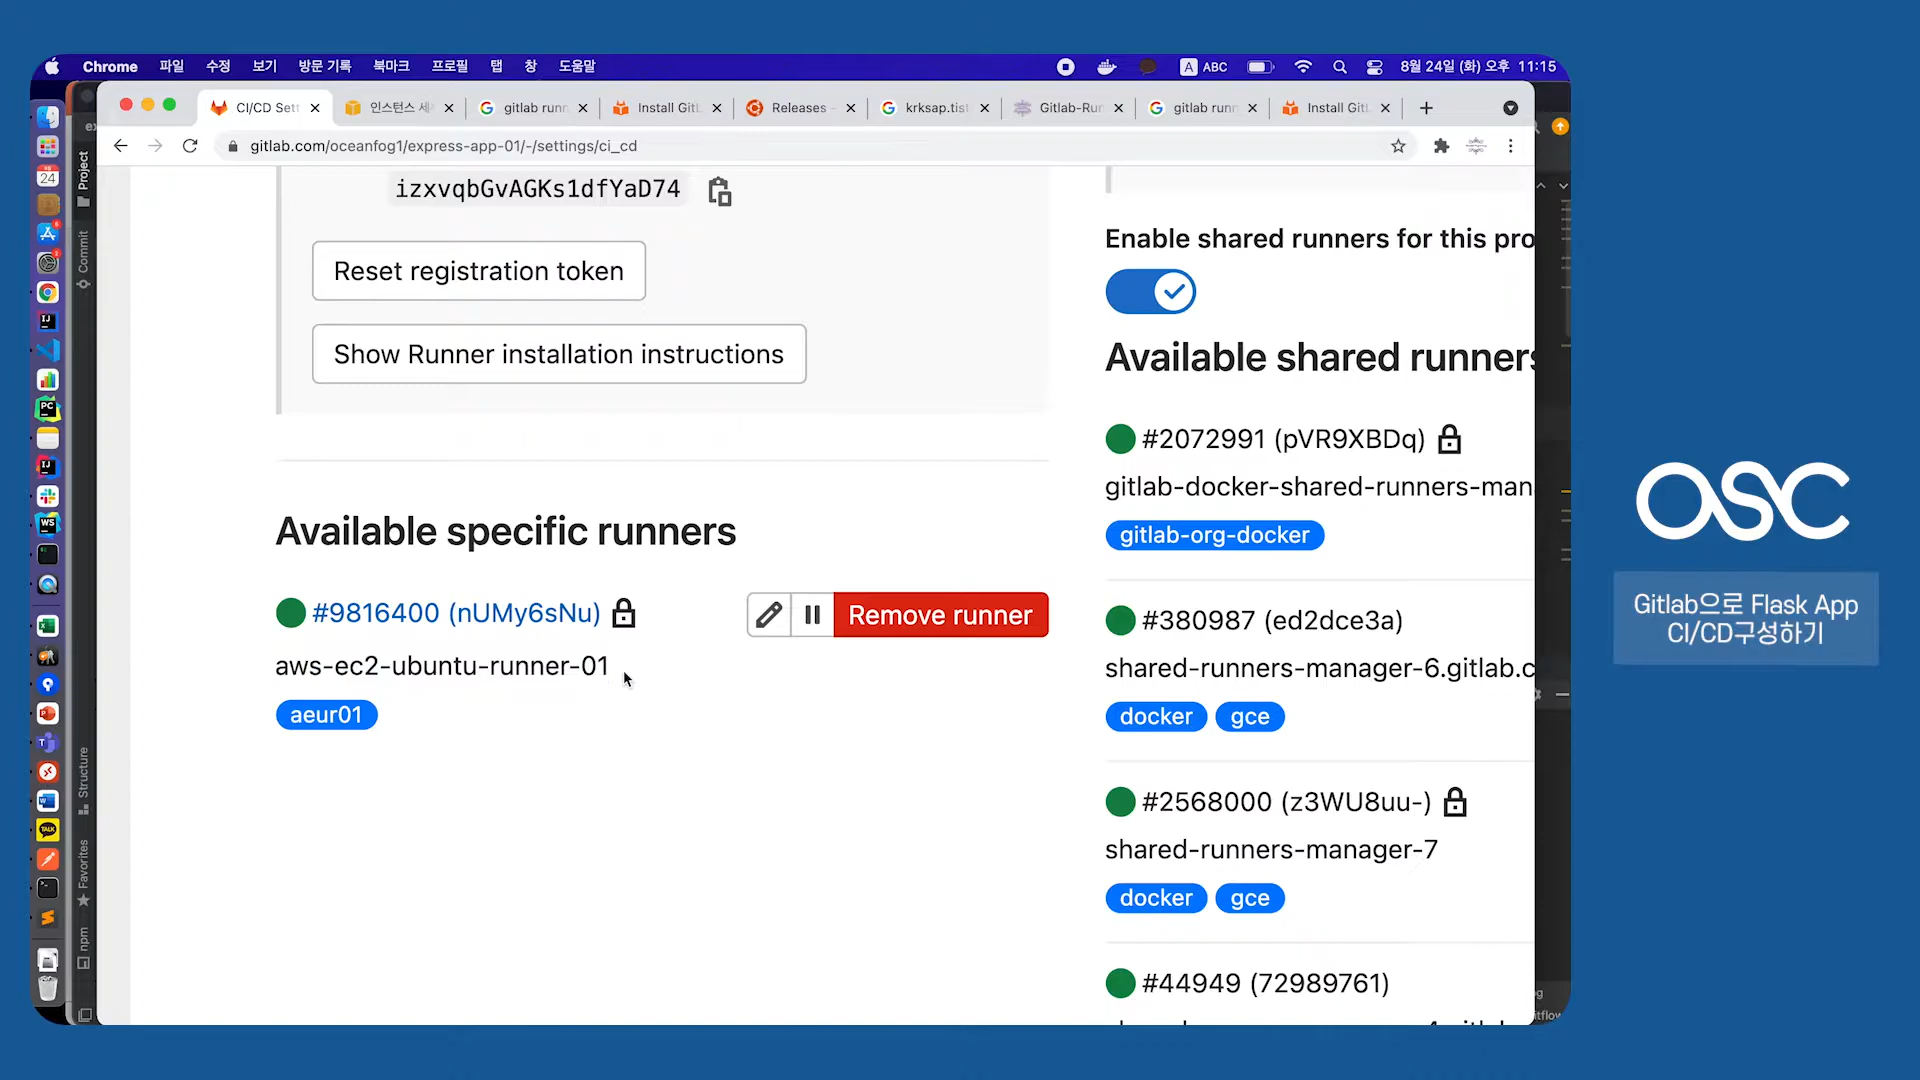 Chrome 파일 수정 보기 방문 기록 북마크 프로필 탭 창 도움말 A ABC 8월 24일 (화) 오후 11:15
CI/CD Sett 인스턴스 세 gitlab runn Install GitL Releases krksap.tist Gitlab-Run gitlab runn Install GitL
gitlab.com/oceanfog1/express-app-01/-/settings/ci_cd
Project
Commit
Structure
Favorites
npm
izxvqbGvAGKs1dfYaD74
Reset registration token
Show Runner installation instructions
Available specific runners
#9816400 (nUMy6sNu)
Remove runner
aws-ec2-ubuntu-runner-01
aeur01
Enable shared runners for this pro
Available shared runners
#2072991 (pVR9XBDq)
gitlab-docker-shared-runners-man
gitlab-org-docker
#380987 (ed2dce3a)
shared-runners-manager-6.gitlab.c
docker gce
#2568000 (z3WU8uu-)
shared-runners-manager-7
docker gce
#44949 (72989761)
OSC
Gitlab으로 Flask App
CI/CD구성하기